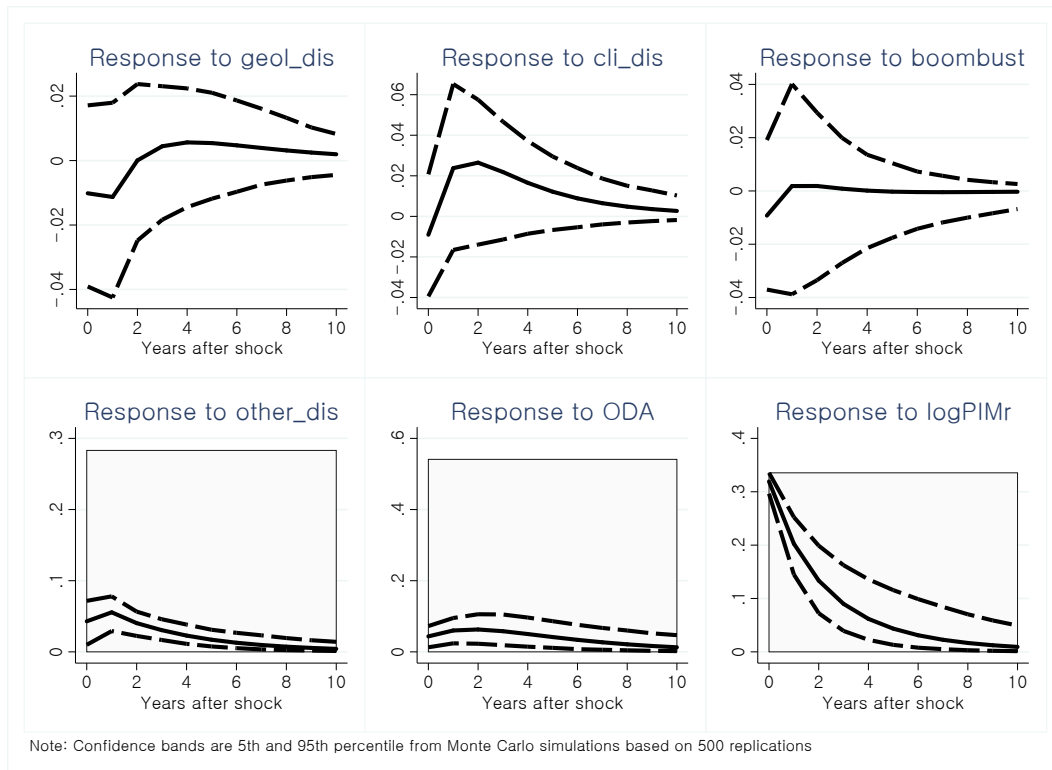 Response to geol_dis
.02
0
-.02
-.04
0 2 4 6 8 10
Years after shock
Response to cli_dis
.06
.04
.02
0
-.02
-.04
0 2 4 6 8 10
Years after shock
Response to boombust
.04
.02
0
-.02
-.04
0 2 4 6 8 10
Years after shock
Response to other_dis
.3
.2
.1
0
0 2 4 6 8 10
Years after shock
Response to ODA
.6
.4
.2
0
0 2 4 6 8 10
Years after shock
Response to logPIMr
.4
.3
.2
.1
0
0 2 4 6 8 10
Years after shock
Note: Confidence bands are 5th and 95th percentile from Monte Carlo simulations based on 500 replications